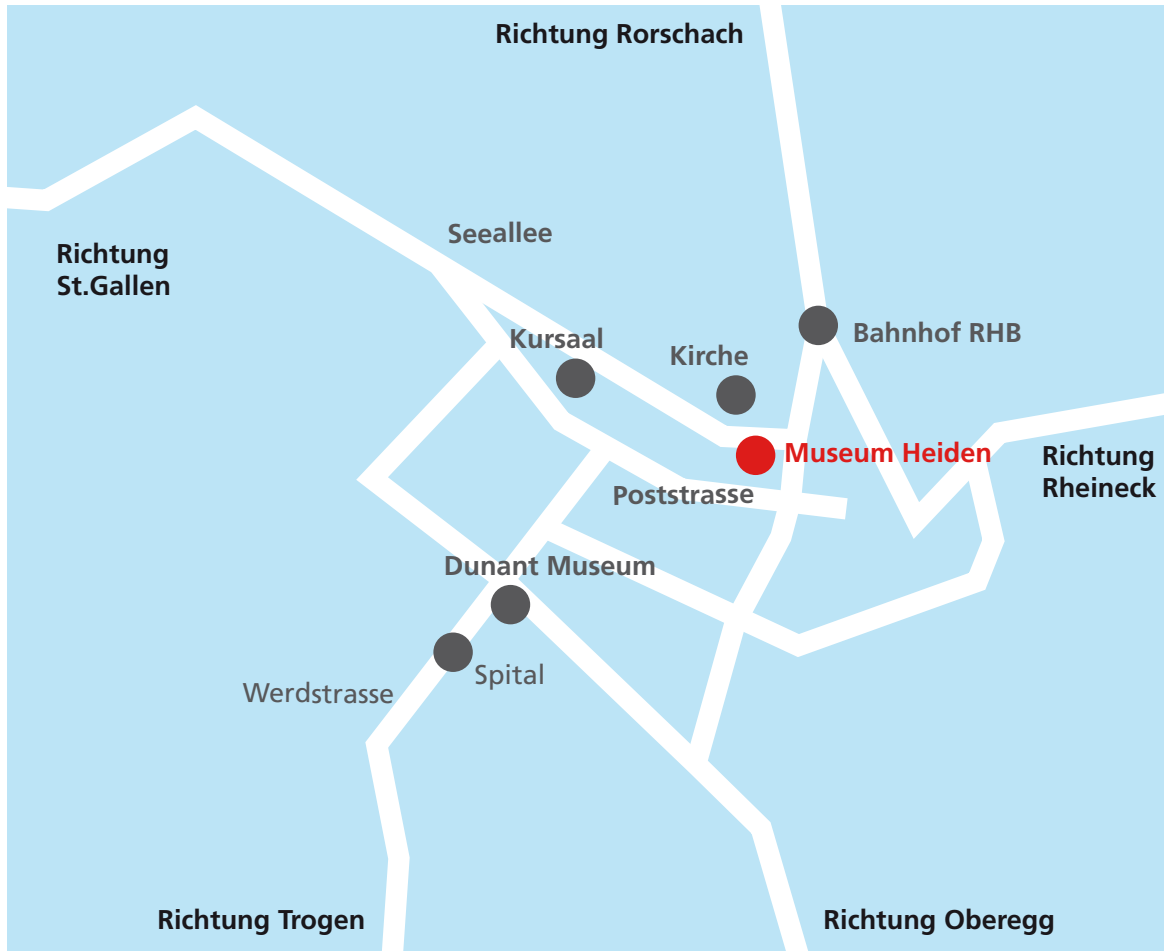 Richtung Rorschach
Seeallee
Richtung
St.Gallen
Kursaal
Kirche
Bahnhof RHB
Museum Heiden
Richtung
Rheineck
Poststrasse
Dunant Museum
Spital
Werdstrasse
Richtung Trogen
Richtung Oberegg